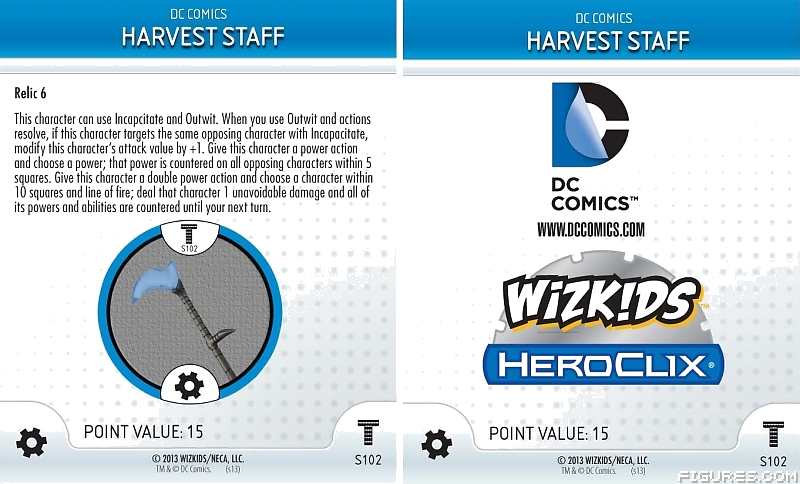 DC COMICS
HARVEST STAFF
Relic 6
This character can use Incapcitate and Outwit. When you use Outwit and actions
resolve, if this character targets the same opposing character with Incapacitate,
modify this character's attack value by +1. Give this character a power action
and choose a power; that power is countered on all opposing characters within 5
squares. Give this character a double power action and choose a character within
10 squares and line of fire; deal that character 1 unavoidable damage and all of
its powers and abilities are countered until your next turn.
T
S102
POINT VALUE: 15
T
S102
© 2013 WIZKIDS/NECA, LLC.
TM & © DC Comics. (s13)
DC COMICS
HARVEST STAFF
DC
COMICS™
WWW.DCCOMICS.COM
WIZKIDS™
HEROCLIX®
POINT VALUE: 15
T
S102
© 2013 WIZKIDS/NECA, LLC.
TM & © DC Comics. (s13)
FIGURES.COM